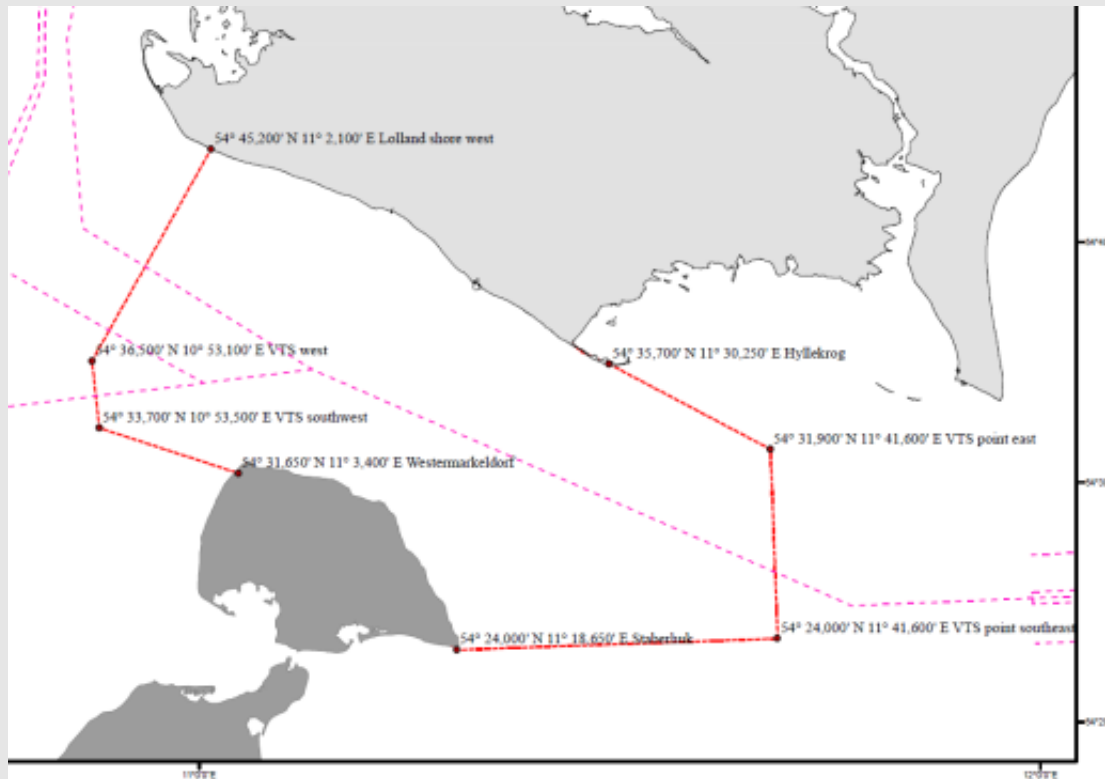 54° 45,200' N 11° 2,100' E Lolland shore west
54° 36,500' N 10° 53,100' E VTS west
54° 35,700' N 11° 30,250' E Hyllekrog
54° 33,700' N 10° 53,500' E VTS southwest
54° 31,900' N 11° 41,600' E VTS point east
54° 31,650' N 11° 3,400' E Westermarkeldorf
54° 24,000' N 11° 18,650' E Staberhuk
54° 24,000' N 11° 41,600' E VTS point southeast